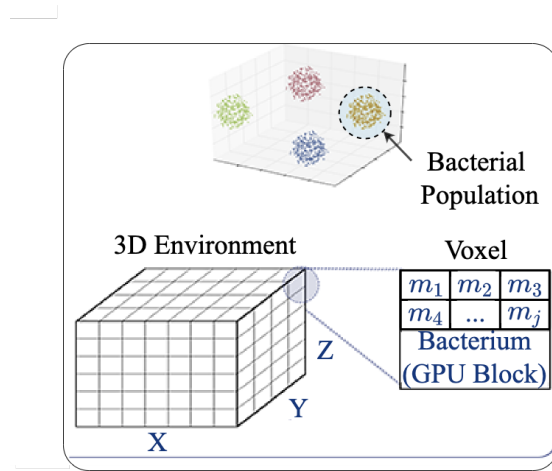 Bacterial
Population
3D Environment
Voxel
m₁ m₂ m₃
m₄ ... mⱼ
Bacterium
(GPU Block)
Z
Y
X